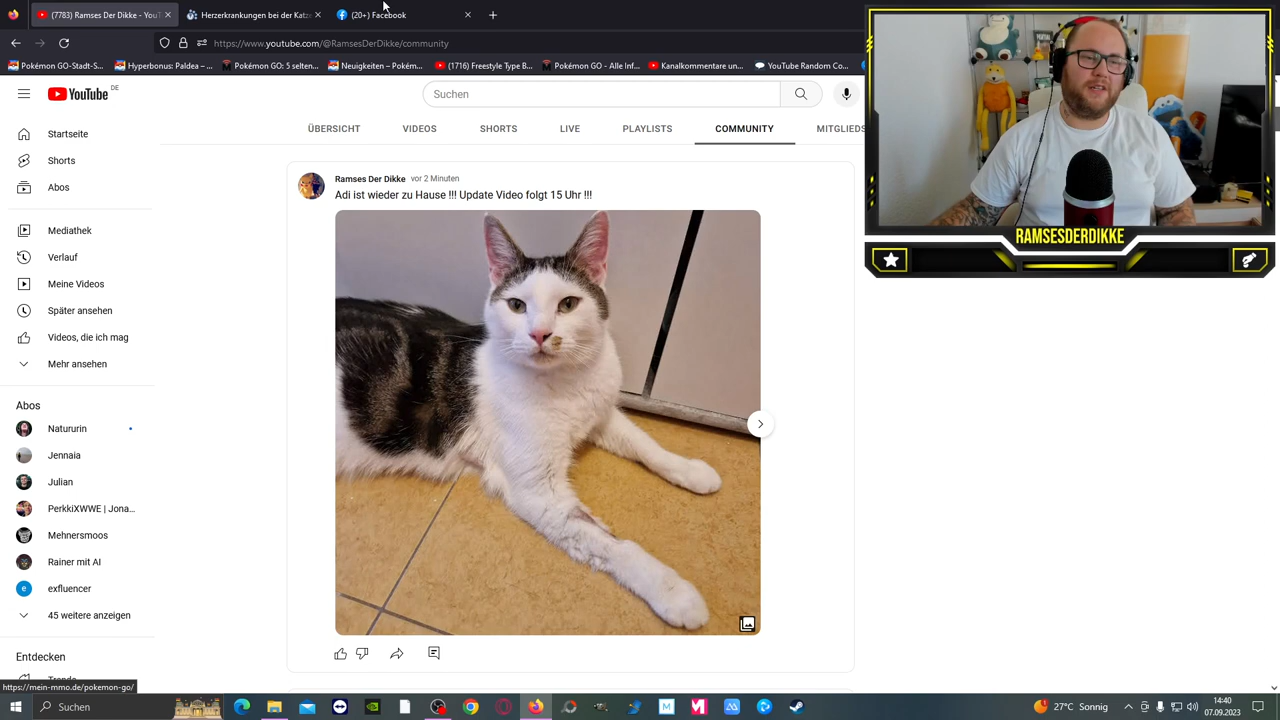 (7783) Ramses Der Dikke - YouT
Herzerkrankungen bei der Katz
(20+) Facebook
https://www.youtube.com/@RamsesDerDikke/community
Pokémon GO-Stadt-S...
Hyperbonus: Paldea – ...
Pokémon GO: 5 seltene
Neuigkeiten – Pokém...
(1716) Freestyle Type B...
Pokémon GO - Alle Inf...
Kanalkommentare un...
YouTube Random Co...
YouTube DE
Suchen
ÜBERSICHT
VIDEOS
SHORTS
LIVE
PLAYLISTS
COMMUNITY
MITGLIEDS
Startseite
Shorts
Abos
Mediathek
Verlauf
Meine Videos
Später ansehen
Videos, die ich mag
Mehr ansehen
Abos
Natururin
Jennaia
Julian
PerkkiXWWE | Jona...
Mehnersmoos
Rainer mit AI
exfluencer
45 weitere anzeigen
Entdecken
Trends
https://mein-mmo.de/pokemon-go/
Ramses Der Dikke vor 2 Minuten
Adi ist wieder zu Hause !!! Update Video folgt 15 Uhr !!!
RAMSESDERDIKKE
Suchen
27°C Sonnig
14:40
07.09.2023